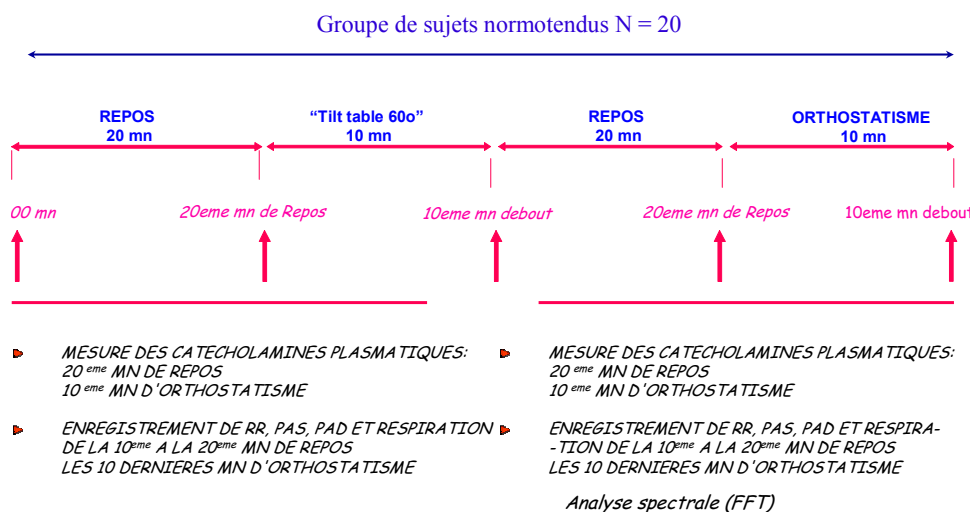 Groupe de sujets normotendus N = 20
REPOS
20 mn
“Tilt table 60o”
10 mn
REPOS
20 mn
ORTHOSTATISME
10 mn
00 mn
20eme mn de Repos
10eme mn debout
20eme mn de Repos
10eme mn debout
MESURE DES CATECHOLAMINES PLASMATIQUES:
20 eme MN DE REPOS
10 eme MN D'ORTHOSTATISME
ENREGISTREMENT DE RR, PAS, PAD ET RESPIRATION
DE LA 10eme A LA 20eme MN DE REPOS
LES 10 DERNIERES MN D'ORTHOSTATISME
MESURE DES CATECHOLAMINES PLASMATIQUES:
20 eme MN DE REPOS
10 eme MN D'ORTHOSTATISME
ENREGISTREMENT DE RR, PAS, PAD ET RESPIRA-
-TION DE LA 10eme A LA 20eme MN DE REPOS
LES 10 DERNIERES MN D'ORTHOSTATISME
Analyse spectrale (FFT)